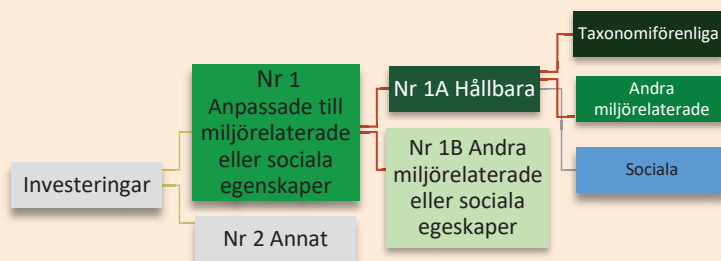 Investeringar
Nr 1
Anpassade till
miljörelaterade
eller sociala
egenskaper
Nr 2 Annat
Nr 1A Hållbara
Nr 1B Andra
miljörelaterade
eller sociala
egeskaper
Taxonomiförenliga
Andra
miljörelaterade
Sociala